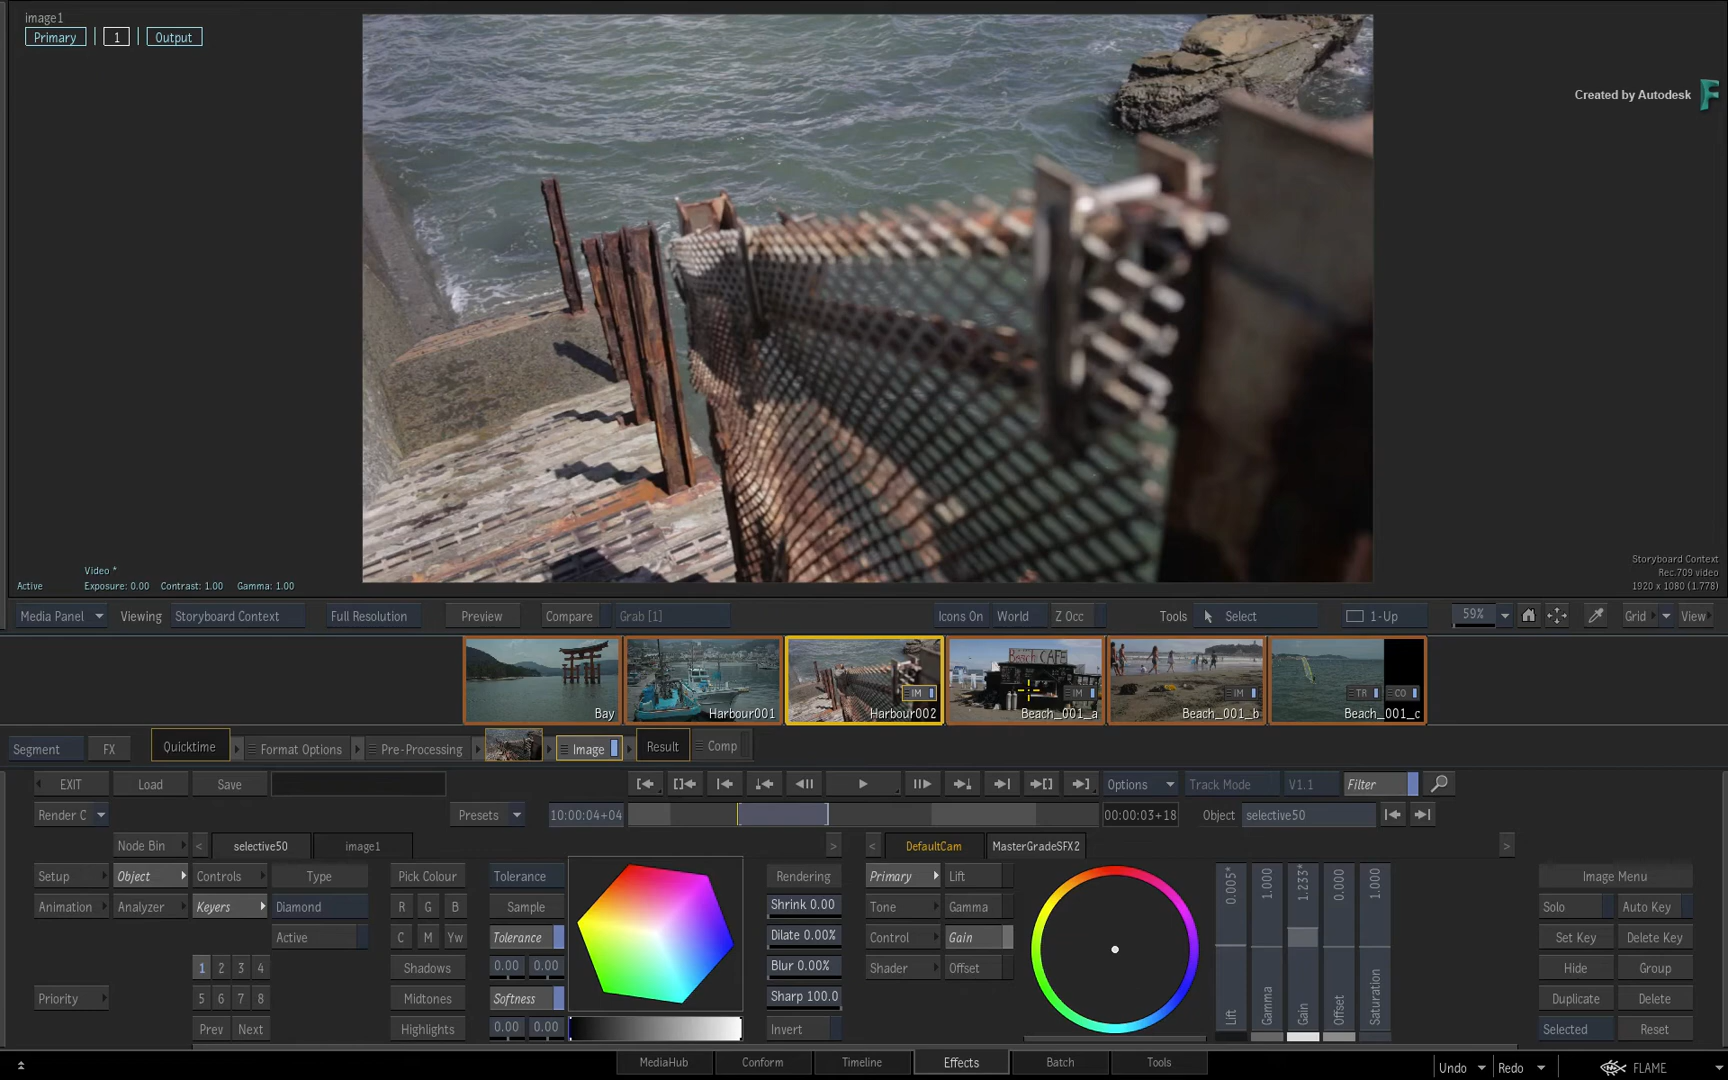 image1
Primary 1 Output
Created by Autodesk
Video *
Active Exposure: 0.00 Contrast: 1.00 Gamma: 1.00
Storyboard Context
Rec.709 video
1920 x 1080 (1.778)
Media Panel Viewing Storyboard Context Full Resolution Preview Compare Grab [1] Icons On World Z Occ Tools Select 1-Up 59% Grid View
Beach CAFE
IM IM IM TR CO
Bay Harbour001 Harbour002 Beach_001_a Beach_001_b Beach_001_c
Segment FX Quicktime Format Options Pre-Processing Image Result Comp
EXIT Load Save Options Track Mode V1.1 Filter
Render C Presets 10:00:04+04 00:00:03+18 Object selective50
Node Bin < selective50 image1 > < DefaultCam MasterGradeSFX2 >
Setup Object Controls Type Pick Colour Tolerance Rendering Primary Lift Image Menu
Animation Analyzer Keyers Diamond R G B Sample Shrink 0.00 Tone Gamma Solo Auto Key
Active C M Yw Tolerance Dilate 0.00% Control Gain Set Key Delete Key
1 2 3 4 Shadows 0.00 0.00 Blur 0.00% Shader Offset Hide Group
Priority 5 6 7 8 Midtones Softness Sharp 100.0 Duplicate Delete
Prev Next Highlights 0.00 0.00 Invert Selected Reset
0.005* 1.000 1.233* 0.000 1.000
Lift Gamma Gain Offset Saturation
MediaHub Conform Timeline Effects Batch Tools Undo Redo FLAME